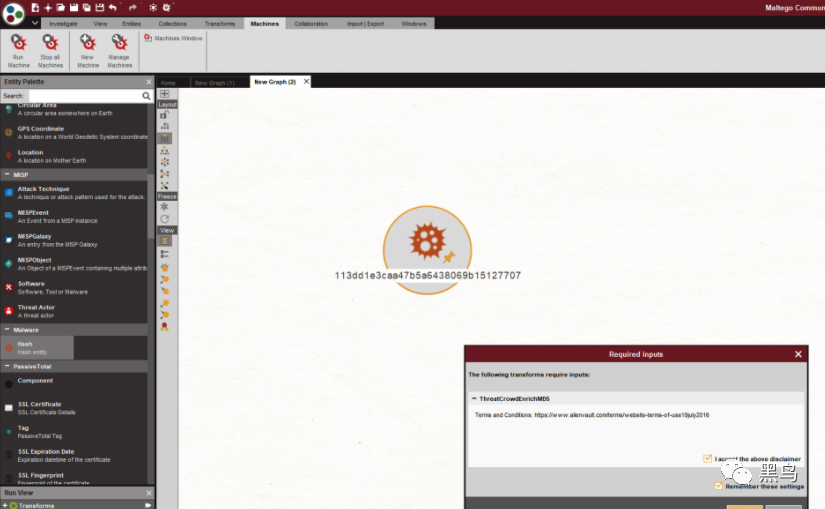 Maltego Commun
Investigate View Entities Collections Transforms Machines Collaboration Import | Export Windows
Run Machine
Stop all Machines
New Machine
Manage Machines
Machines Window
Entity Palette
Home New Graph (1) New Graph (2)
Search:
Layout
Circular Area
A circular area somewhere on Earth
GPS Coordinate
A location on a World Geodetic System coordinate
Location
A location on Mother Earth
MISP
Attack Technique
A technique or attack pattern used for the attack.
Freeze
MISPEvent
An Event from a MISP instance
View
MISPGalaxy
An entry from the MISP Galaxy
MISPObject
An Object of a MISPEvent containing multiple attrib
Software
Software, Tool or Malware
Threat Actor
A threat actor
Malware
Hash
Hash entity
PassiveTotal
Component
SSL Certificate
SSL Certificate Details
Tag
PassiveTotal Tag
SSL Expiration Date
Expiration datetime of the certificate
SSL Fingerprint
Fingerprint of the certificate
Run View
Transforms
113dd1e3caa47b5a6438069b15127707
Required inputs
The following transforms require inputs:
ThreatCrowdEnrichMD5
Terms and Conditions: https://www.alienvault.com/terms/website-terms-of-use15july2016
I accept the above disclaimer
Remember these settings
黑鸟